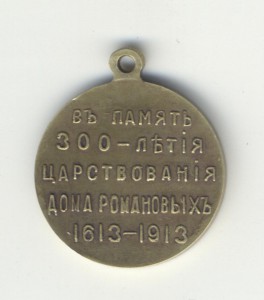 ВЪ ПАМЯТЬ
300-ЛѢТІЯ
ЦАРСТВОВАНІЯ
ДОМА РОМАНОВЫХЪ
1613-1913